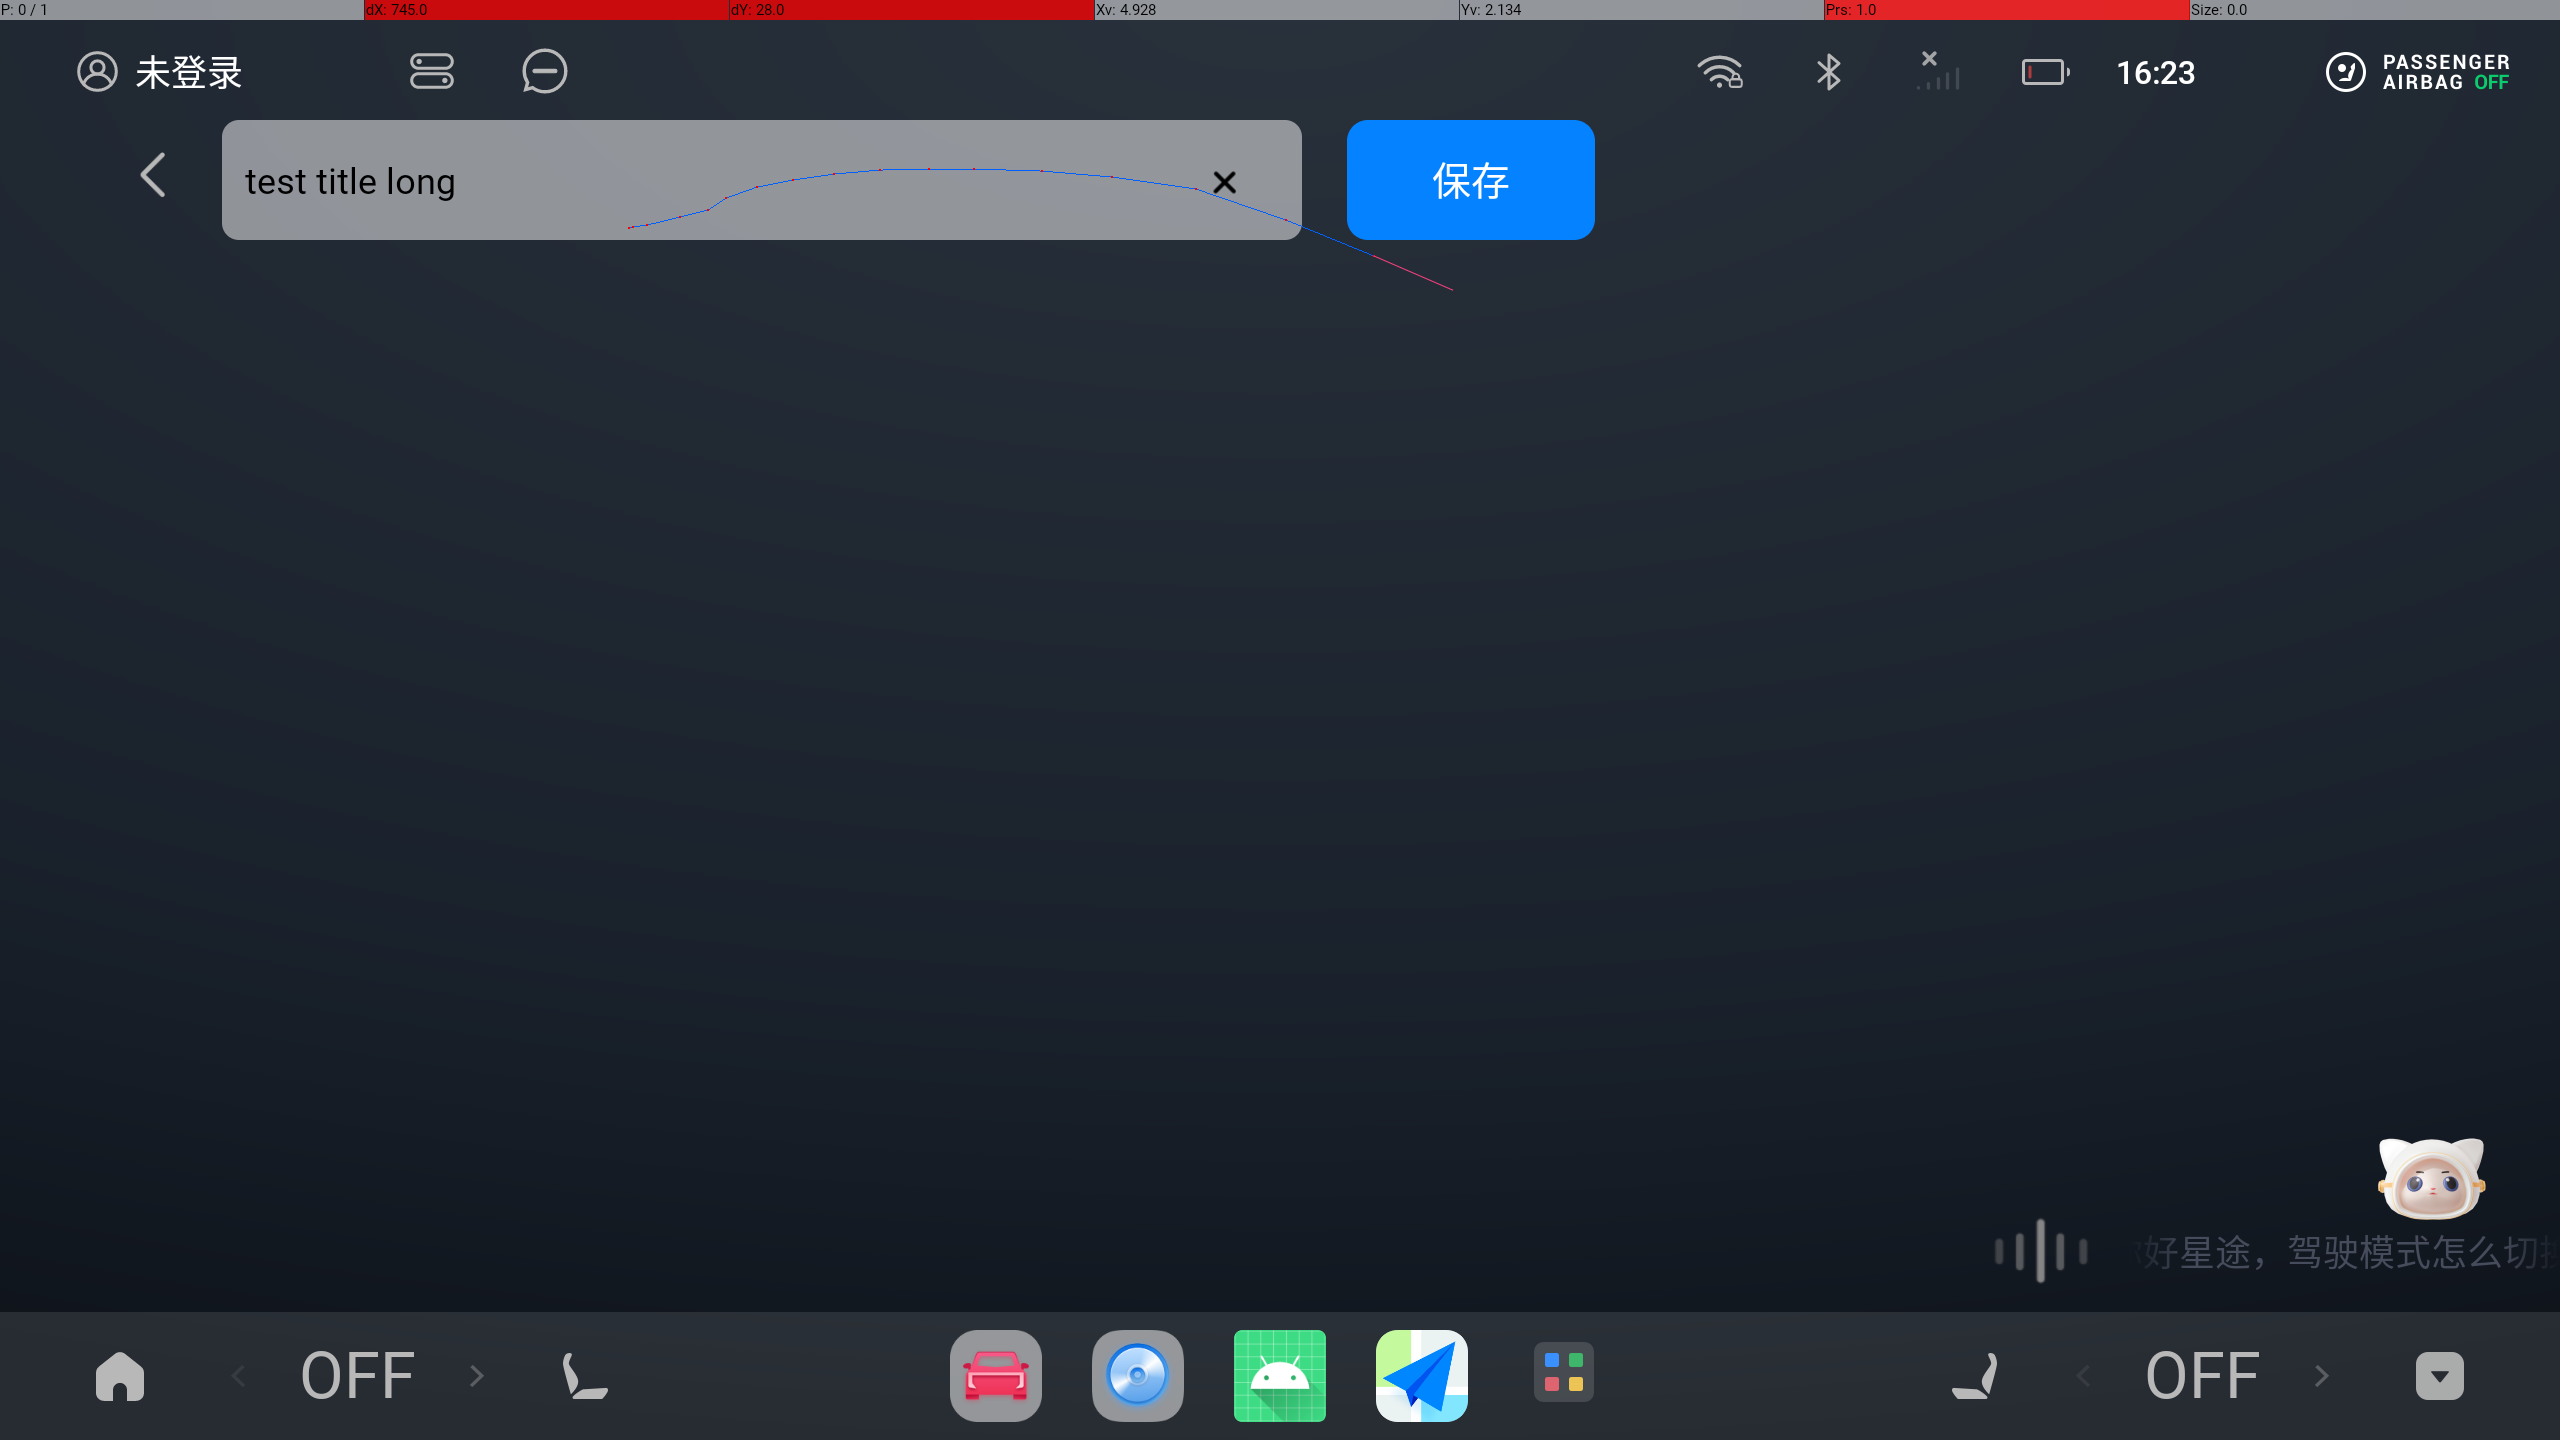 P: 0 / 1 dX: 745.0 dY: 28.0 Xv: 4.928 Yv: 2.134 Prs: 1.0 Size: 0.0
未登录 16:23 PASSENGER
AIRBAG OFF
test title long 保存
好星途，驾驶模式怎么切
OFF OFF